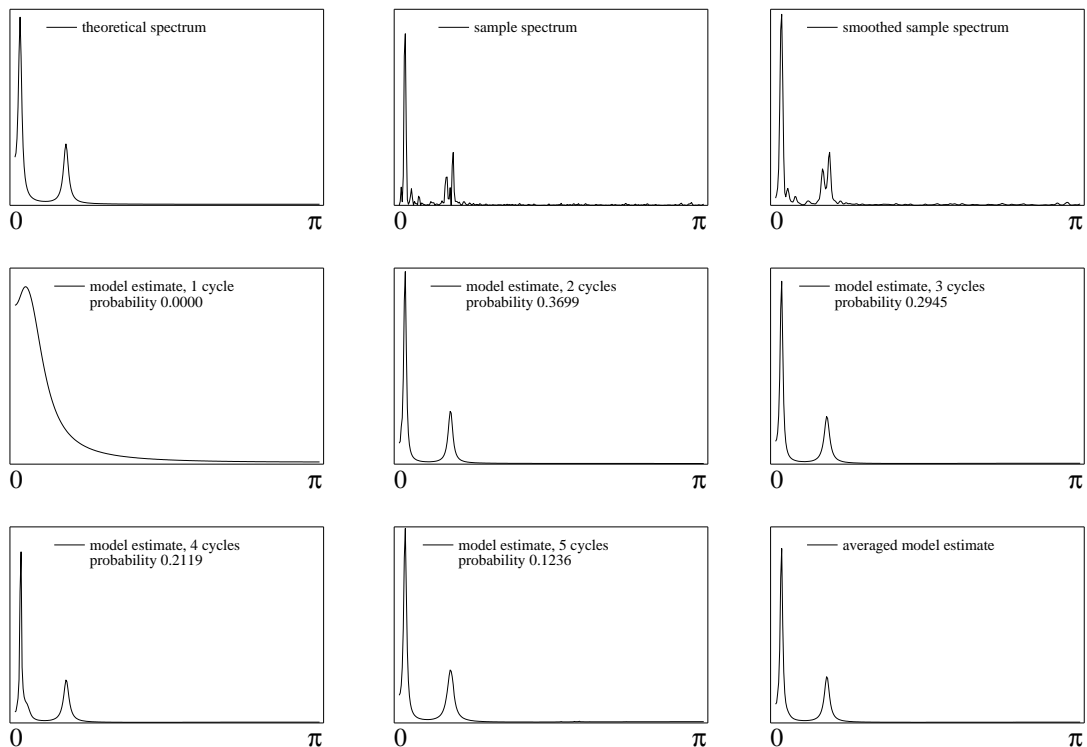 theoretical spectrum
0 π
sample spectrum
0 π
smoothed sample spectrum
0 π
model estimate, 1 cycle
probability 0.0000
0 π
model estimate, 2 cycles
probability 0.3699
0 π
model estimate, 3 cycles
probability 0.2945
0 π
model estimate, 4 cycles
probability 0.2119
0 π
model estimate, 5 cycles
probability 0.1236
0 π
averaged model estimate
0 π